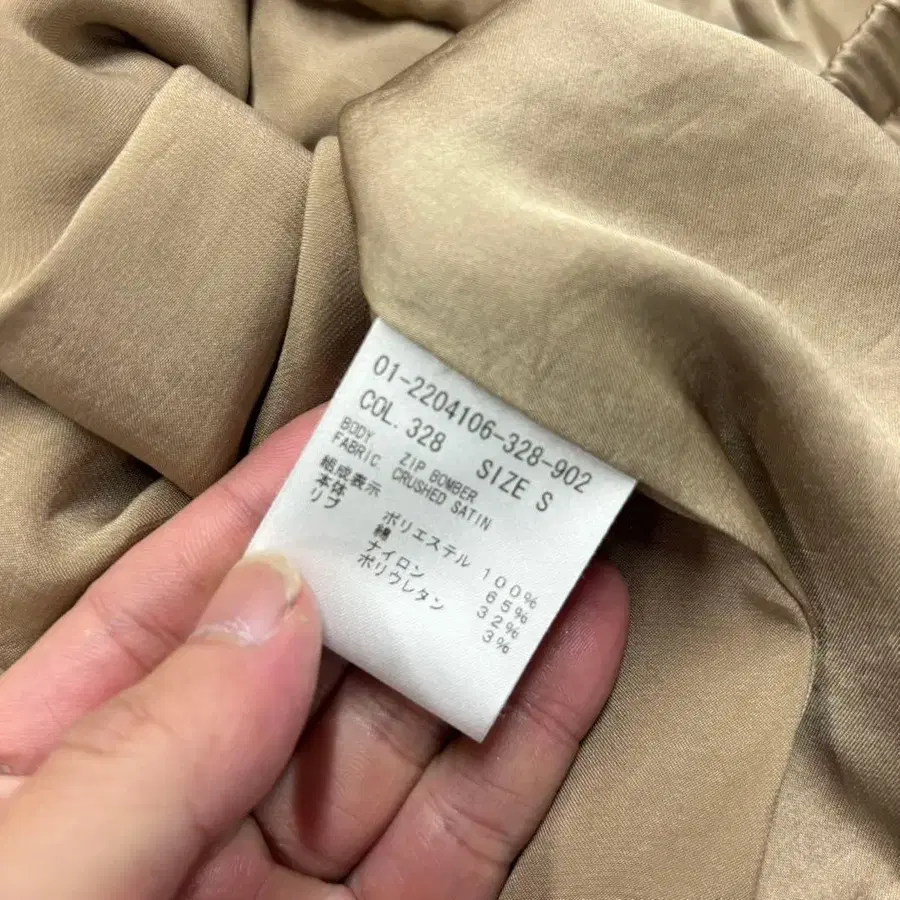 01-2204106-328-902
COL. 328 SIZE S
BODY ZIP BOMBER
FABRIC CRUSHED SATIN
組成表示
本体 ポリエステル 100%
リブ 綿 65%
ナイロン 32%
ポリウレタン 3%